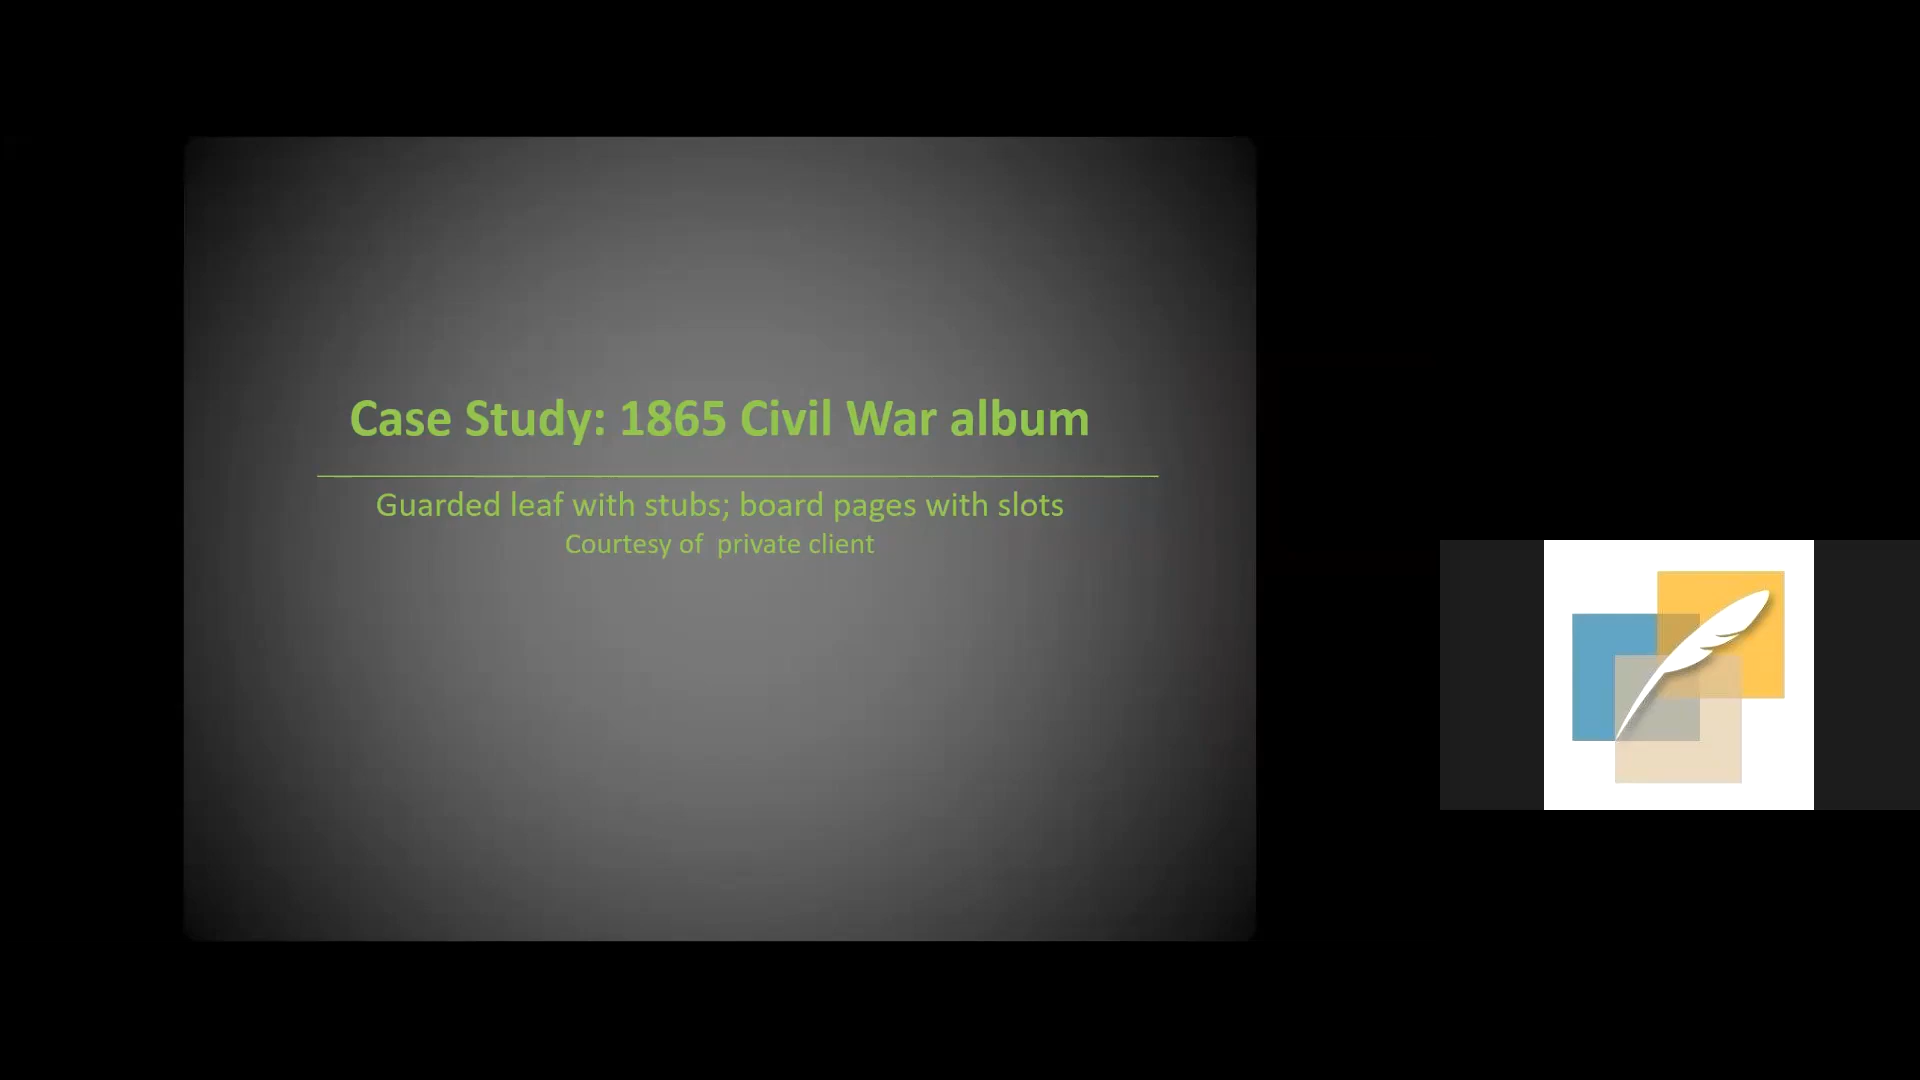 Case Study: 1865 Civil War album
Guarded leaf with stubs; board pages with slots
Courtesy of  private client